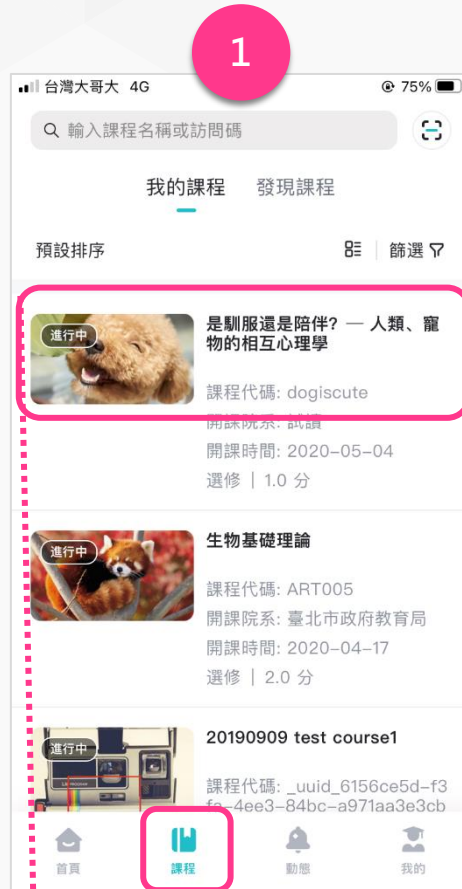 1
台灣大哥大 4G 75%
輸入課程名稱或訪問碼
我的課程 發現課程
預設排序 篩選
進行中
是馴服還是陪伴? — 人類、寵
物的相互心理學
課程代碼: dogiscute
開課院系: 試讀
開課時間: 2020-05-04
選修 | 1.0 分
進行中
生物基礎理論
課程代碼: ART005
開課院系: 臺北市政府教育局
開課時間: 2020-04-17
選修 | 2.0 分
進行中
20190909 test course1
課程代碼: _uuid_6156ce5d-f3
fa-4ee3-84bc-a971aa3e3cb
首頁 課程 動態 我的